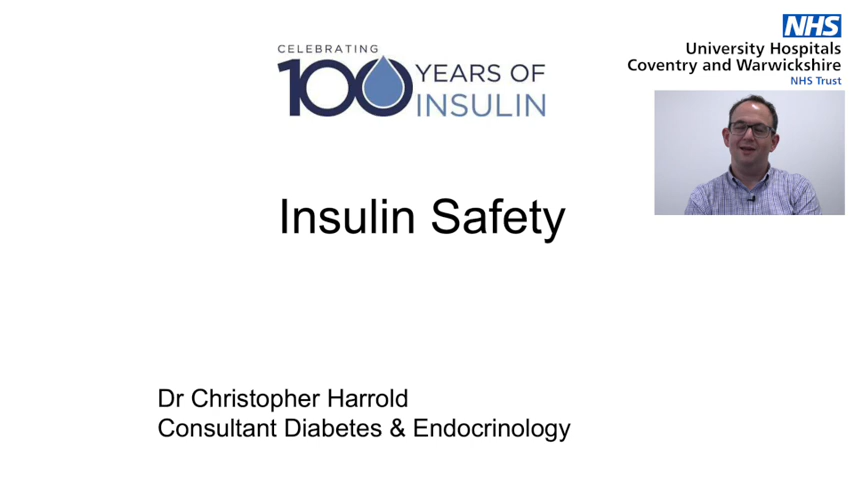 CELEBRATING
100 YEARS OF
INSULIN
NHS
University Hospitals
Coventry and Warwickshire
NHS Trust
Insulin Safety
Dr Christopher Harrold
Consultant Diabetes & Endocrinology